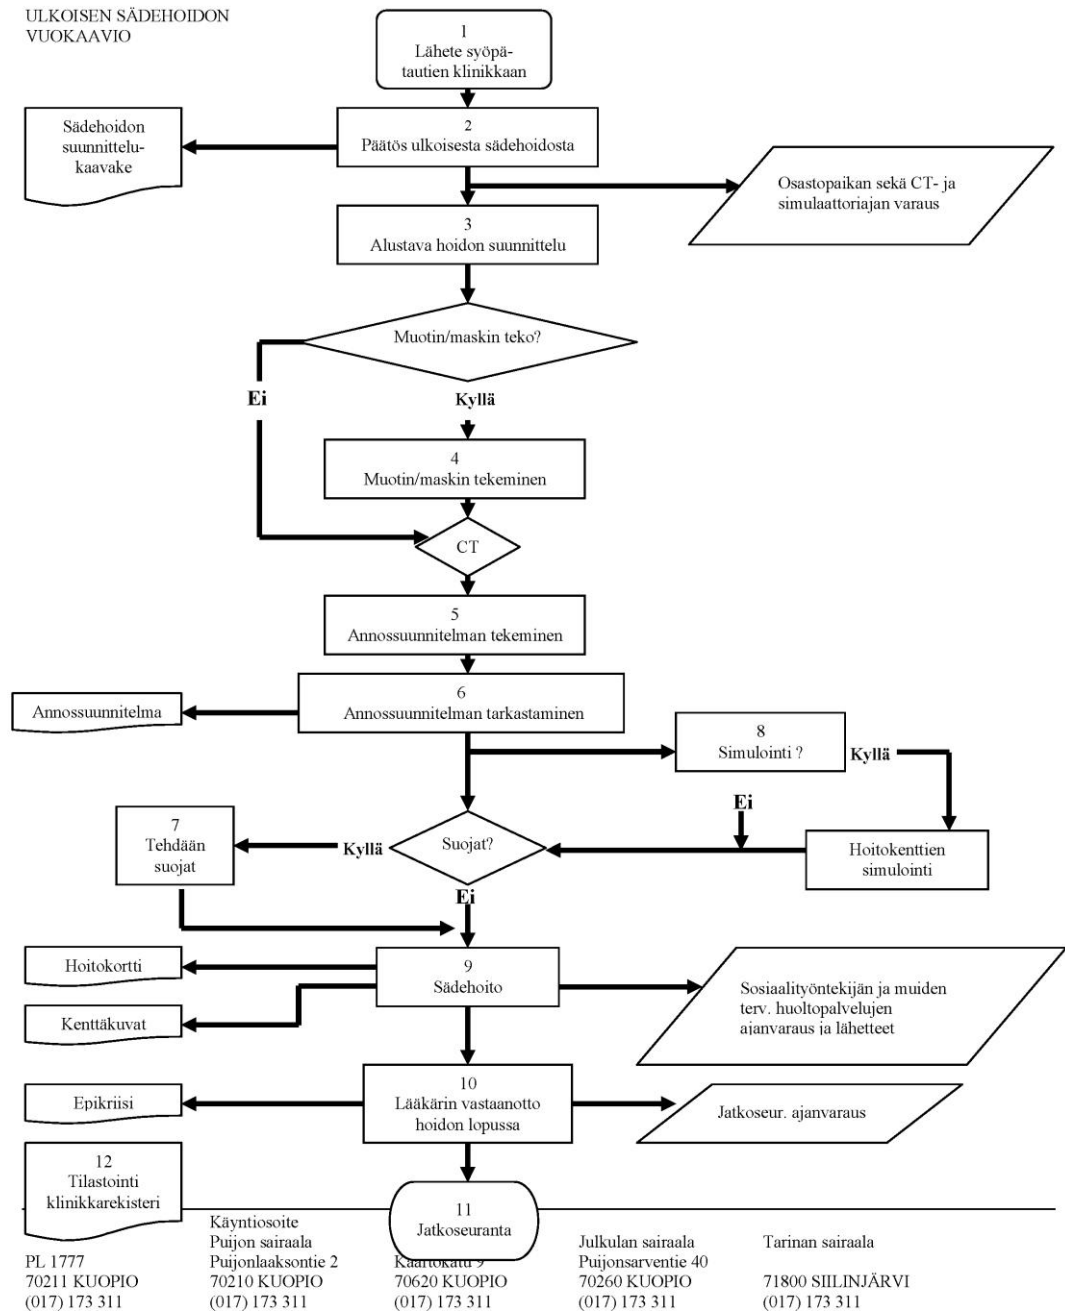 ULKOISEN SÄDEHOIDON
VUOKAAVIO
1
Lähete syöpä-
tautien klinikkaan
Sädehoidon
suunnittelu-
kaavake
2
Päätös ulkoisesta sädehoidosta
Osastopaikan sekä CT- ja
simulaattoriajan varaus
3
Alustava hoidon suunnittelu
Muotin/maskin teko?
Ei
Kyllä
4
Muotin/maskin tekeminen
CT
5
Annossuunnitelman tekeminen
6
Annossuunnitelman tarkastaminen
Annossuunnitelma
8
Simulointi ?
Kyllä
Ei
7
Tehdään
suojat
Kyllä
Suojat?
Hoitokenttien
simulointi
Ei
Hoitokortti
9
Sädehoito
Kenttäkuvat
Sosiaalityöntekijän ja muiden
terv. huoltopalvelujen
ajanvaraus ja lähetteet
Epikriisi
10
Lääkärin vastaanotto
hoidon lopussa
Jatkoseur. ajanvaraus
12
Tilastointi
klinikkarekisteri
11
Jatkoseuranta
PL 1777
70211 KUOPIO
(017) 173 311
Käyntiosoite
Puijon sairaala
Puijonlaaksontie 2
70210 KUOPIO
(017) 173 311
Kaartokatu 9
70620 KUOPIO
(017) 173 311
Julkulan sairaala
Puijonsarventie 40
70260 KUOPIO
(017) 173 311
Tarinan sairaala
71800 SIILINJÄRVI
(017) 173 311